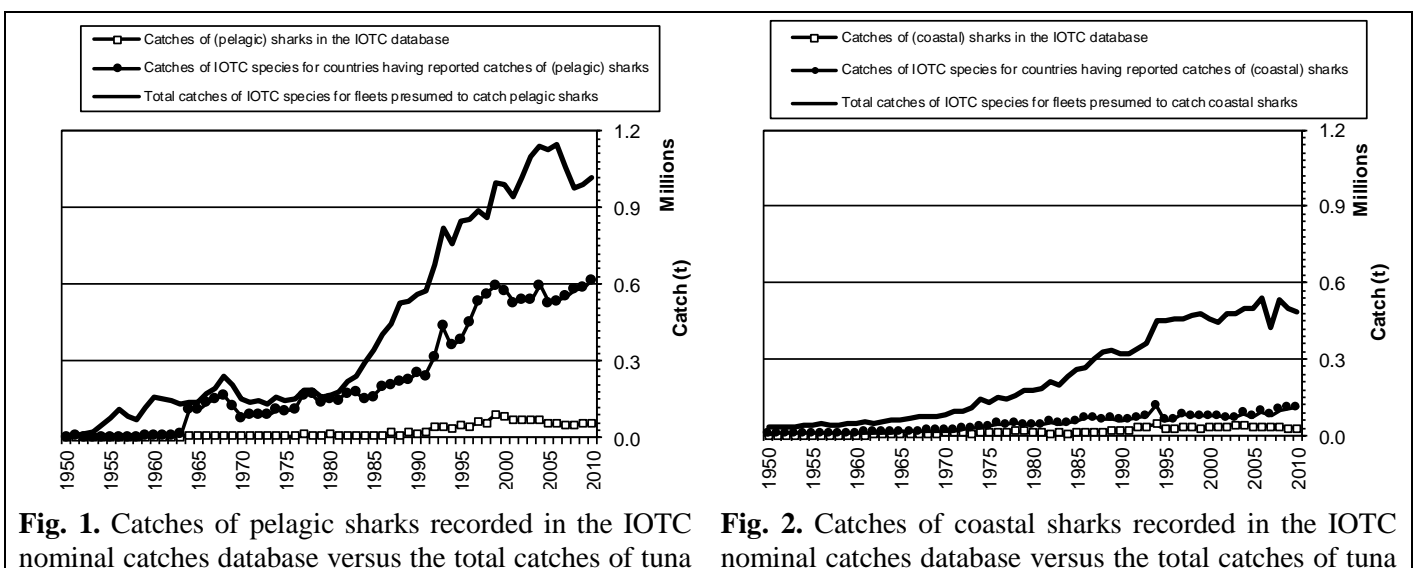 Catches of (pelagic) sharks in the IOTC database
Catches of IOTC species for countries having reported catches of (pelagic) sharks
Total catches of IOTC species for fleets presumed to catch pelagic sharks
1.2
0.9
0.6
0.3
0.0
Millions
Catch (t)
1950
1955
1960
1965
1970
1975
1980
1985
1990
1995
2000
2005
2010
Fig. 1. Catches of pelagic sharks recorded in the IOTC
nominal catches database versus the total catches of tuna
Catches of (coastal) sharks in the IOTC database
Catches of IOTC species for countries having reported catches of (coastal) sharks
Total catches of IOTC species for fleets presumed to catch coastal sharks
1.2
0.9
0.6
0.3
0.0
Millions
Catch (t)
1950
1955
1960
1965
1970
1975
1980
1985
1990
1995
2000
2005
2010
Fig. 2. Catches of coastal sharks recorded in the IOTC
nominal catches database versus the total catches of tuna